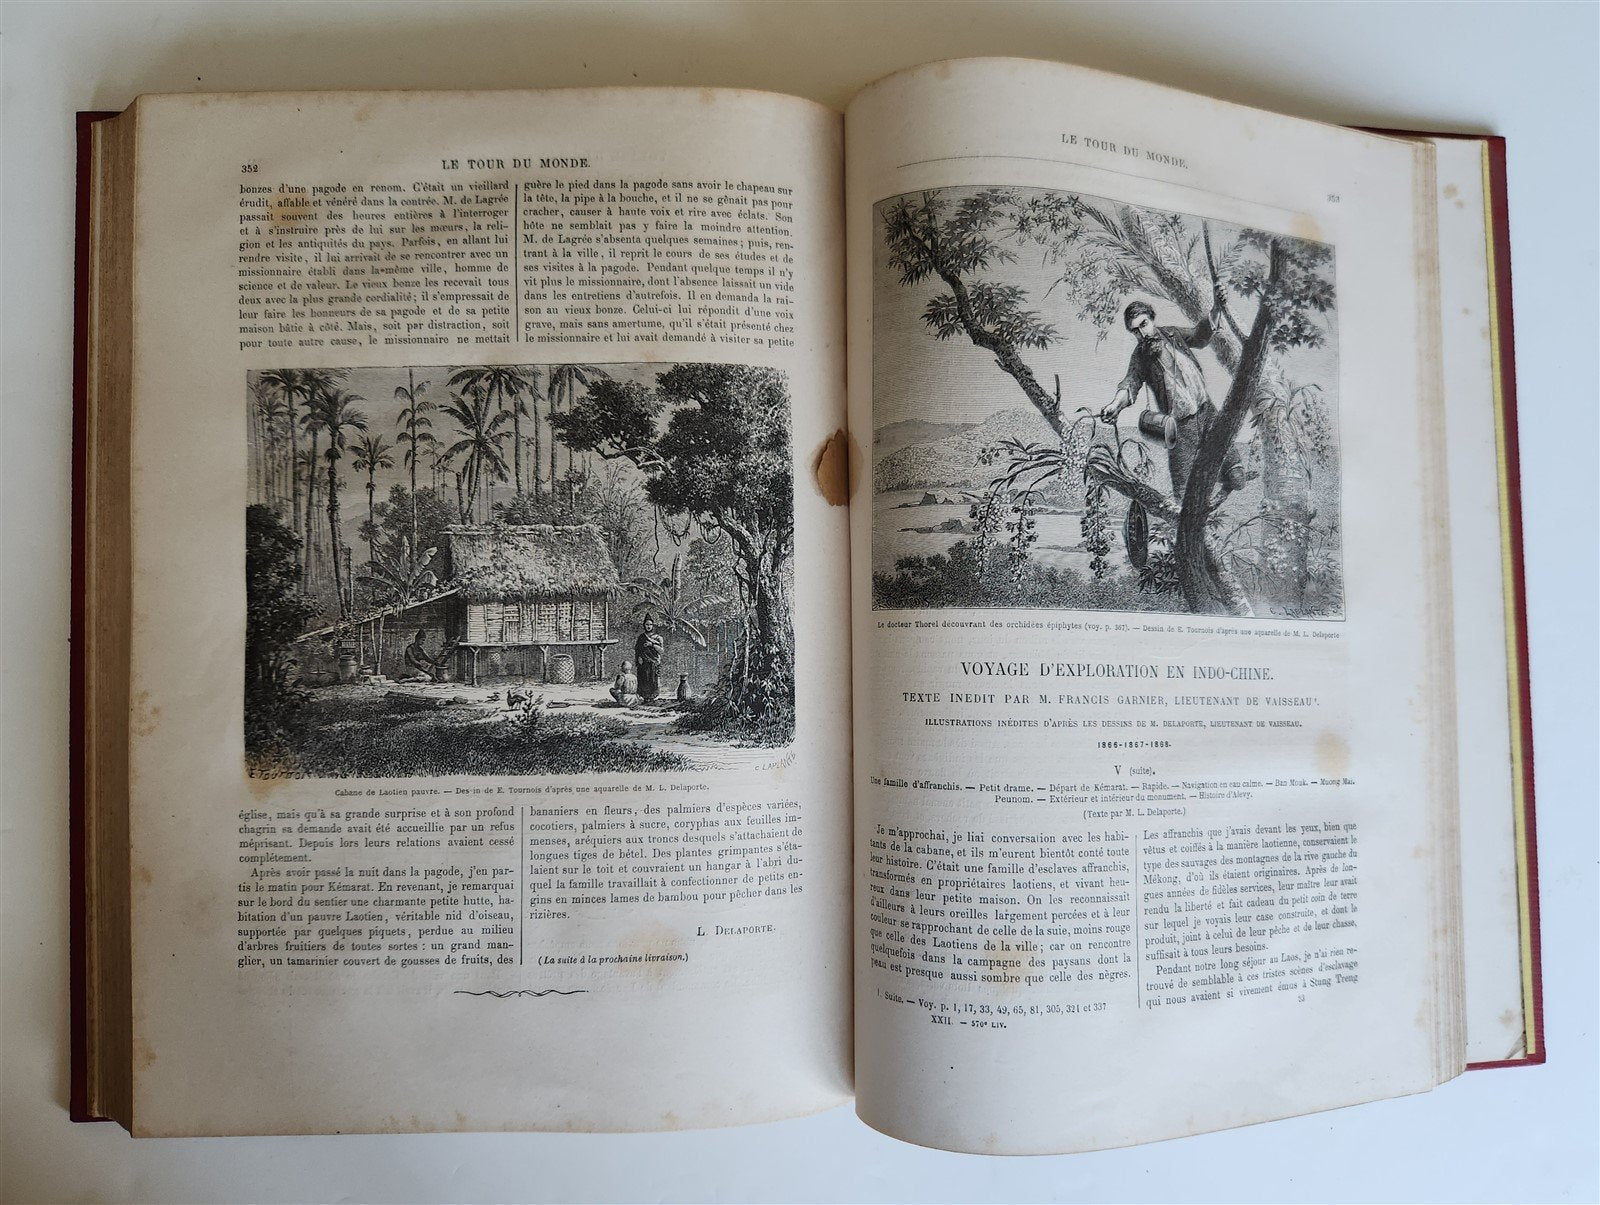 352
LE TOUR DU MONDE.
bonzes d'une pagode en renom. C'était un vieillard
érudit, affable et vénéré dans la contrée. M. de Lagrée
passait souvent des heures entières à l'interroger
et à s'instruire près de lui sur les mœurs, la reli-
gion et les antiquités du pays. Parfois, en allant lui
rendre visite, il lui arrivait de se rencontrer avec un
missionnaire établi dans la même ville, homme de
science et de valeur. Le vieux bonze les recevait tous
deux avec la plus grande cordialité; il s'empressait de
leur faire les honneurs de sa pagode et de sa petite
maison bâtie à côté. Mais, soit par distraction, soit
pour toute autre cause, le missionnaire ne mettait
guère le pied dans la pagode sans avoir le chapeau sur
la tête, la pipe à la bouche, et il ne se gênait pas pour
cracher, causer à haute voix et rire avec éclats. Son
hôte ne semblait pas y faire la moindre attention.
M. de Lagrée s'absenta quelques semaines; puis, ren-
trant à la ville, il reprit le cours de ses études et de
ses visites à la pagode. Pendant quelque temps il n'y
vit plus le missionnaire, dont l'absence laissait un vide
dans les entretiens d'autrefois. Il en demanda la rai-
son au vieux bonze. Celui-ci lui répondit d'une voix
grave, mais sans amertume, qu'il s'était présenté chez
le missionnaire et lui avait demandé à visiter sa petite
E. TOURNOIS
C. LAPLANTE
Cabane de Laotien pauvre. — Dessin de E. Tournois d'après une aquarelle de M. L. Delaporte.
église, mais qu'à sa grande surprise et à son profond
chagrin sa demande avait été accueillie par un refus
méprisant. Depuis lors leurs relations avaient cessé
complétement.
Après avoir passé la nuit dans la pagode, j'en par-
tis le matin pour Kémarat. En revenant, je remarquai
sur le bord du sentier une charmante petite hutte, ha-
bitation d'un pauvre Laotien, véritable nid d'oiseau,
supportée par quelques piquets, perdue au milieu
d'arbres fruitiers de toutes sortes : un grand man-
glier, un tamarinier couvert de gousses de fruits, des
bananiers en fleurs, des palmiers d'espèces variées,
cocotiers, palmiers à sucre, coryphas aux feuilles im-
menses, aréquiers aux troncs desquels s'attachaient de
longues tiges de bétel. Des plantes grimpantes s'éta-
laient sur le toit et couvraient un hangar à l'abri du-
quel la famille travaillait à confectionner de petits en-
gins en minces lames de bambou pour pêcher dans les
rizières.
L. DELAPORTE.
(La suite à la prochaine livraison.)
LE TOUR DU MONDE.
353
C. LAPLANTE
Le docteur Thorel découvrant des orchidées épiphytes (voy. p. 367). — Dessin de E. Tournois d'après une aquarelle de M. L. Delaporte
VOYAGE D'EXPLORATION EN INDO-CHINE.
TEXTE INÉDIT PAR M. FRANCIS GARNIER, LIEUTENANT DE VAISSEAU¹.
ILLUSTRATIONS INÉDITES D'APRÈS LES DESSINS DE M. DELAPORTE, LIEUTENANT DE VAISSEAU.
1866-1867-1868.
V (suite).
Une famille d'affranchis. — Petit drame. — Départ de Kémarat. — Rapide. — Navigation en eau calme. — Ban Mouk. — Muong Mai.
Peunom. — Extérieur et intérieur du monument. — Histoire d'Alévy.
(Texte par M. L. Delaporte.)
Je m'approchai, je liai conversation avec les habi-
tants de la cabane, et ils m'eurent bientôt conté toute
leur histoire. C'était une famille d'esclaves affranchis,
transformés en propriétaires laotiens, et vivant heu-
reux dans leur petite maison. On les reconnaissait
d'ailleurs à leurs oreilles largement percées et à leur
couleur se rapprochant de celle de la suie, moins rouge
que celle des Laotiens de la ville; car on rencontre
quelquefois dans la campagne des paysans dont la
peau est presque aussi sombre que celle des nègres.
Les affranchis que j'avais devant les yeux, bien que
vêtus et coiffés à la manière laotienne, conservaient le
type des sauvages des montagnes de la rive gauche du
Mékong, d'où ils étaient originaires. Après de lon-
gues années de fidèles services, leur maître leur avait
rendu la liberté et fait cadeau du petit coin de terre
sur lequel je voyais leur case construite, et dont le
produit, joint à celui de leur pêche et de leur chasse,
suffisait à tous leurs besoins.
Pendant notre long séjour au Laos, je n'ai rien re-
trouvé de semblable à ces tristes scènes d'esclavage
qui nous avaient si vivement émus à Stung Treng
1. Suite. — Voy. p. 1, 17, 33, 49, 65, 81, 305, 321 et 337
XXII. — 570e LIV.
23